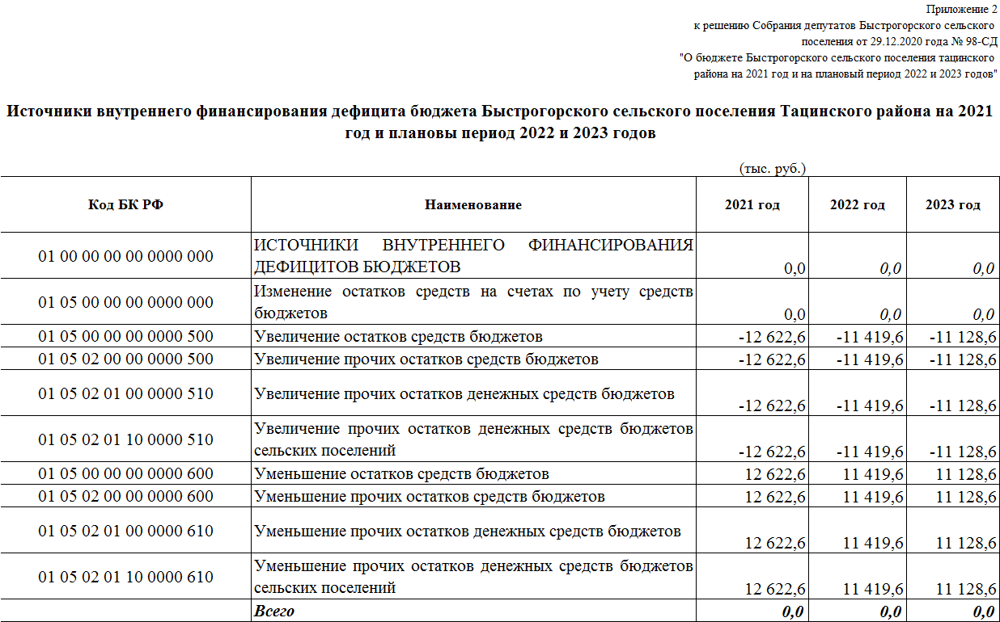 Приложение 2
к решению Собрания депутатов Быстрогорского сельского
поселения от 29.12.2020 года № 98-СД
"О бюджете Быстрогорского сельского поселения тацинского
района на 2021 год и на плановый период 2022 и 2023 годов"
Источники внутреннего финансирования дефицита бюджета Быстрогорского сельского поселения Тацинского района на 2021
год и плановы период 2022 и 2023 годов
(тыс. руб.)
Код БК РФ Наименование 2021 год 2022 год 2023 год
01 00 00 00 00 0000 000 ИСТОЧНИКИ ВНУТРЕННЕГО ФИНАНСИРОВАНИЯ
ДЕФИЦИТОВ БЮДЖЕТОВ 0,0 0,0 0,0
01 05 00 00 00 0000 000 Изменение остатков средств на счетах по учету средств
бюджетов 0,0 0,0 0,0
01 05 00 00 00 0000 500 Увеличение остатков средств бюджетов -12 622,6 -11 419,6 -11 128,6
01 05 02 00 00 0000 500 Увеличение прочих остатков средств бюджетов -12 622,6 -11 419,6 -11 128,6
01 05 02 01 00 0000 510 Увеличение прочих остатков денежных средств бюджетов -12 622,6 -11 419,6 -11 128,6
01 05 02 01 10 0000 510 Увеличение прочих остатков денежных средств бюджетов
сельских поселений -12 622,6 -11 419,6 -11 128,6
01 05 00 00 00 0000 600 Уменьшение остатков средств бюджетов 12 622,6 11 419,6 11 128,6
01 05 02 00 00 0000 600 Уменьшение прочих остатков средств бюджетов 12 622,6 11 419,6 11 128,6
01 05 02 01 00 0000 610 Уменьшение прочих остатков денежных средств бюджетов 12 622,6 11 419,6 11 128,6
01 05 02 01 10 0000 610 Уменьшение прочих остатков денежных средств бюджетов
сельских поселений 12 622,6 11 419,6 11 128,6
Всего 0,0 0,0 0,0